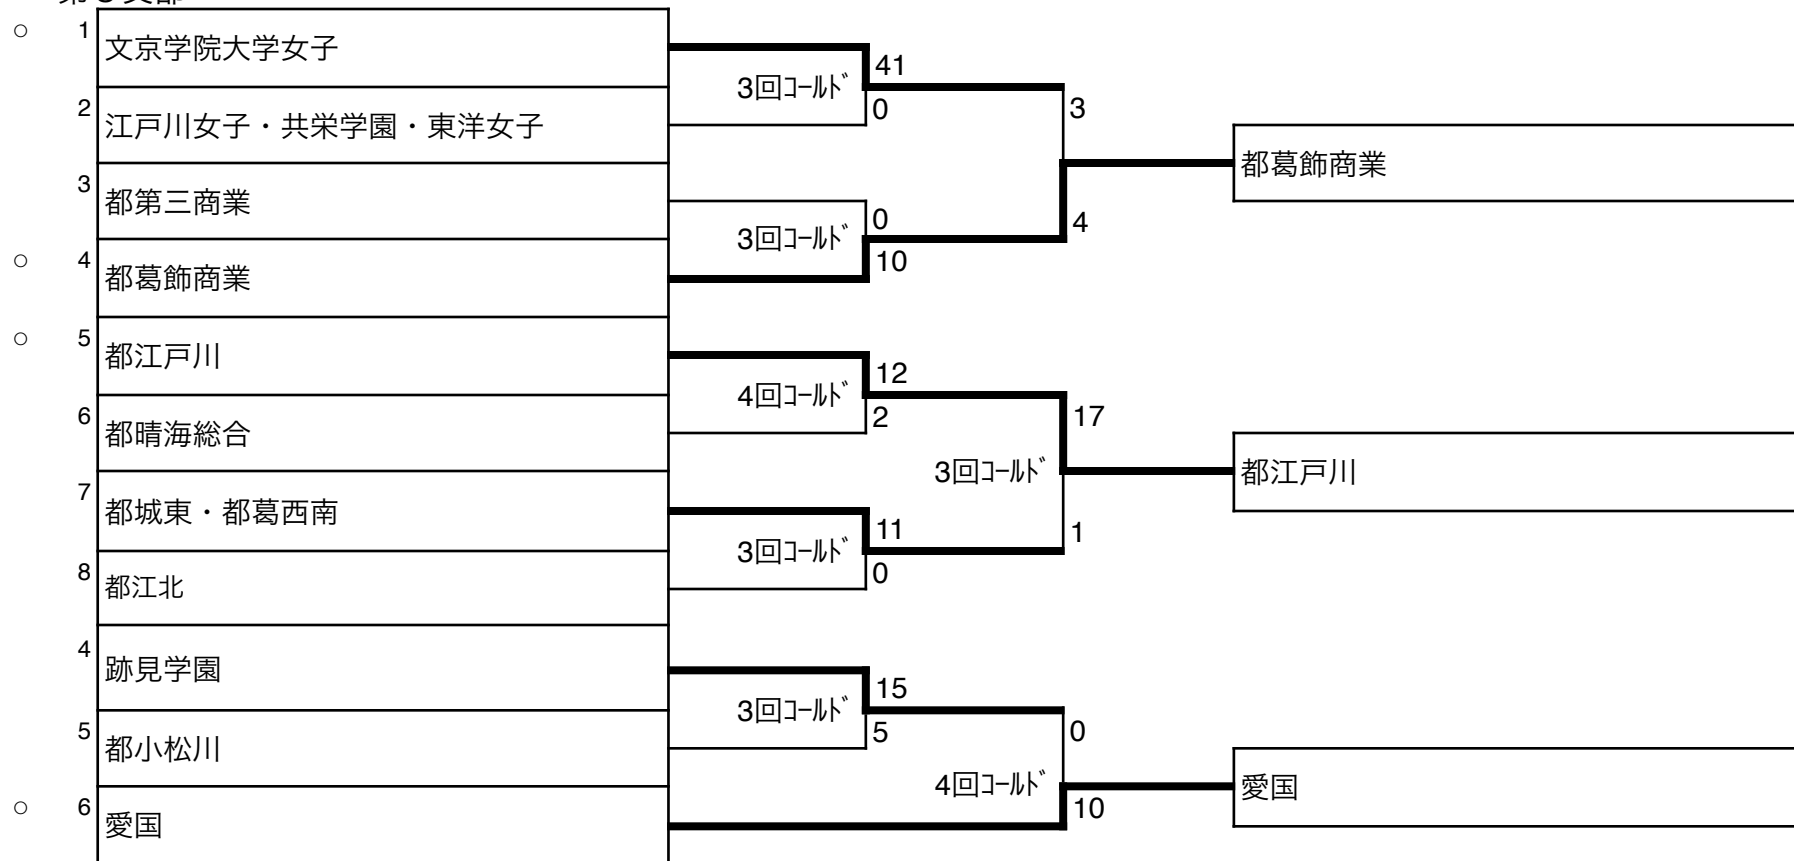 ○ 1 文京学院大学女子
41
3回ｺｰﾙﾄﾞ
0
2 江戸川女子・共栄学園・東洋女子
3
都葛飾商業
3 都第三商業
0
3回ｺｰﾙﾄﾞ
4
10
○ 4 都葛飾商業
○ 5 都江戸川
12
4回ｺｰﾙﾄﾞ
2
17
6 都晴海総合
3回ｺｰﾙﾄﾞ
都江戸川
7 都城東・都葛西南
11
1
3回ｺｰﾙﾄﾞ
0
8 都江北
4 跡見学園
15
3回ｺｰﾙﾄﾞ
5
0
5 都小松川
4回ｺｰﾙﾄﾞ
愛国
10
○ 6 愛国